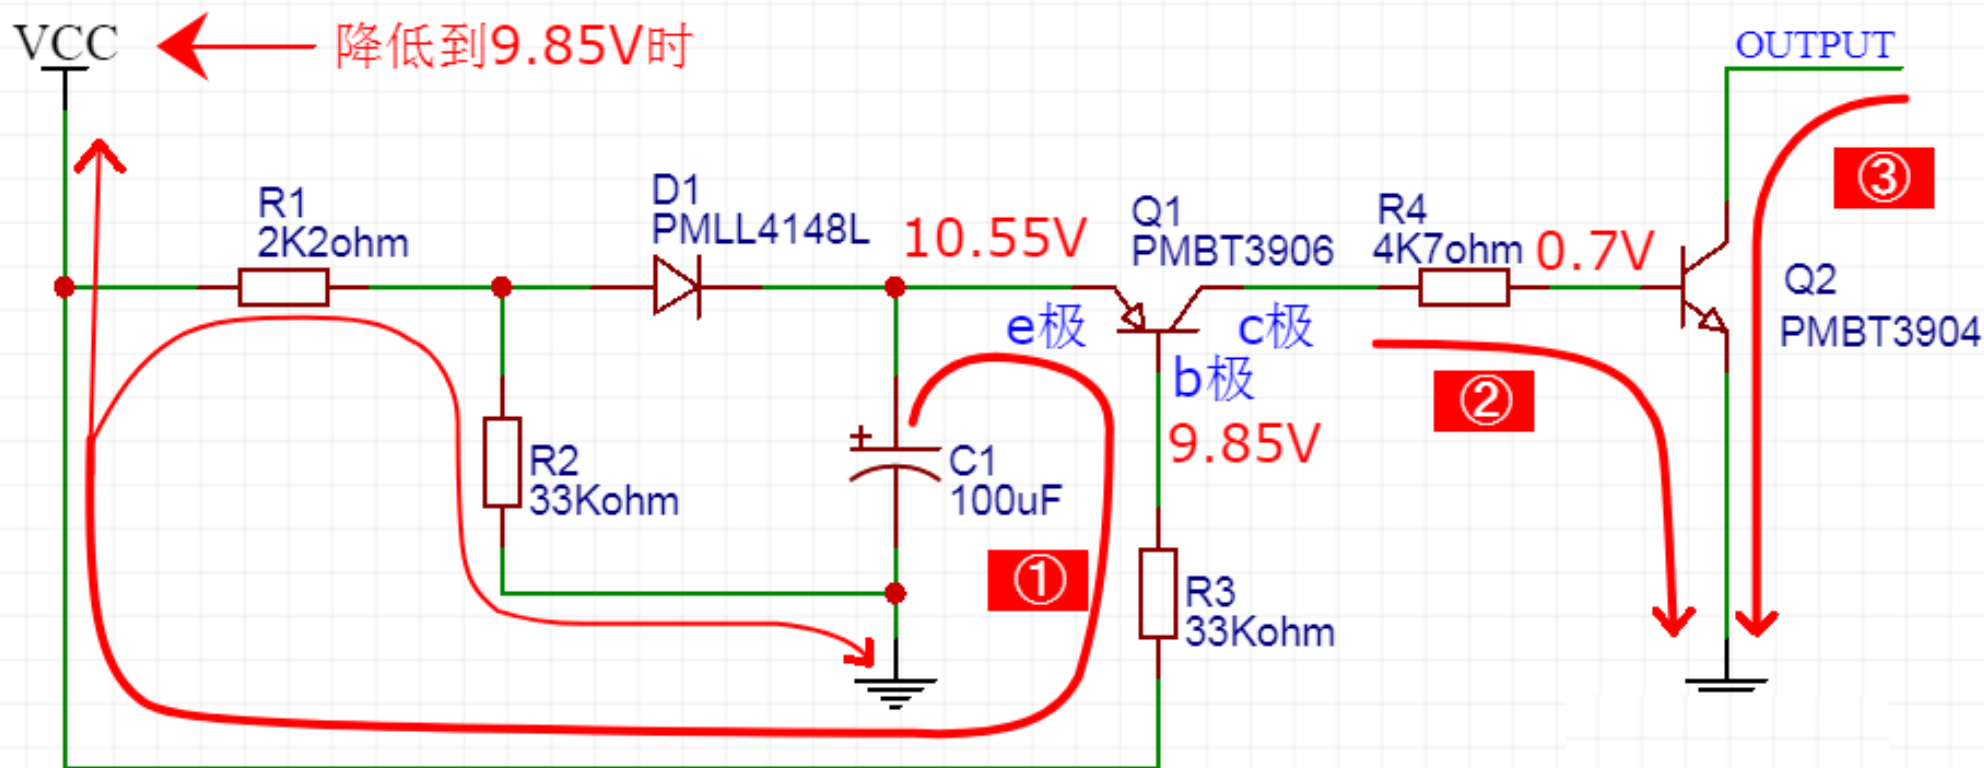 VCC
降低到9.85V时
OUTPUT
③
D1
PMLL4148L
R1
2K2ohm
10.55V
Q1
PMBT3906
R4
4K7ohm
0.7V
Q2
PMBT3904
e极
c极
b极
②
9.85V
+
R2
33Kohm
C1
100uF
①
R3
33Kohm